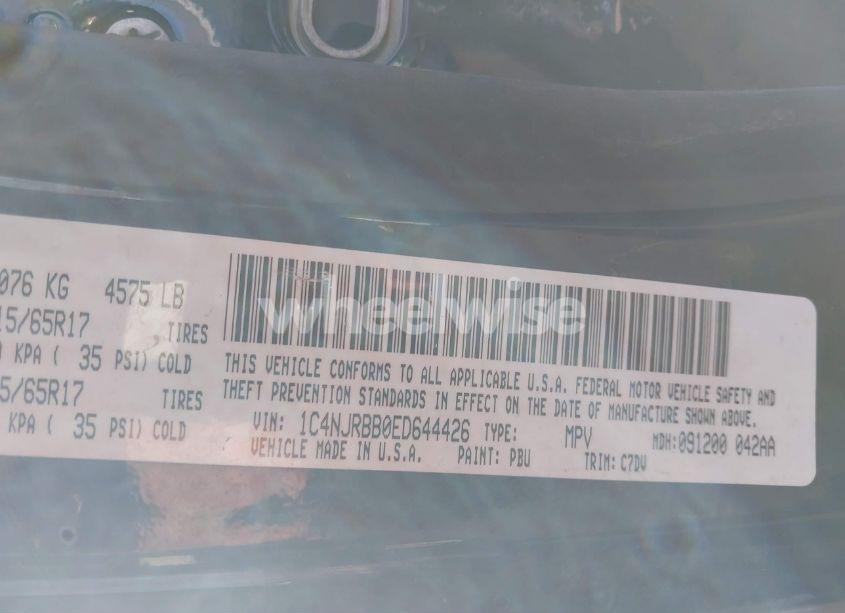 076 KG 4575 LB
15/65R17 TIRES
KPA ( 35 PSI) COLD
5/65R17 TIRES
KPA ( 35 PSI) COLD
wheelwise
THIS VEHICLE CONFORMS TO ALL APPLICABLE U.S.A. FEDERAL MOTOR VEHICLE SAFETY AND
THEFT PREVENTION STANDARDS IN EFFECT ON THE DATE OF MANUFACTURE SHOWN ABOVE.
VIN: 1C4NJRBB0ED644426 TYPE: MPV MDH:091200 042AA
VEHICLE MADE IN U.S.A. PAINT: PBU TRIM: C7DV